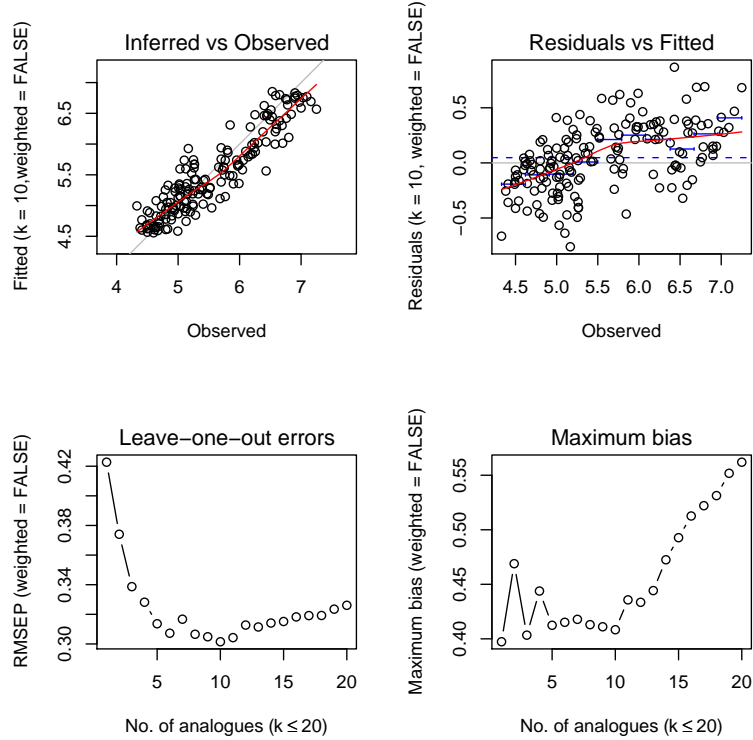 Inferred vs Observed
Fitted (k = 10,weighted = FALSE)
6.5
5.5
4.5
4 5 6 7
Observed
Residuals vs Fitted
Residuals (k = 10, weighted = FALSE)
0.5
0.0
−0.5
4.5 5.0 5.5 6.0 6.5 7.0
Observed
Leave−one−out errors
RMSEP (weighted = FALSE)
0.42
0.38
0.34
0.30
5 10 15 20
No. of analogues (k ≤ 20)
Maximum bias
Maximum bias (weighted = FALSE)
0.55
0.50
0.45
0.40
5 10 15 20
No. of analogues (k ≤ 20)